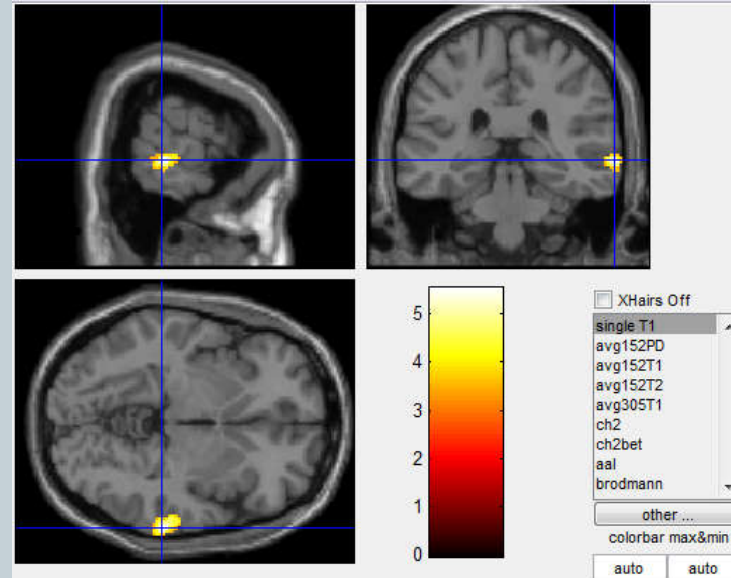 5
4
3
2
1
0
XHairs Off
single T1
avg152PD
avg152T1
avg152T2
avg305T1
ch2
ch2bet
aal
brodmann
other ...
colorbar max&min
auto auto